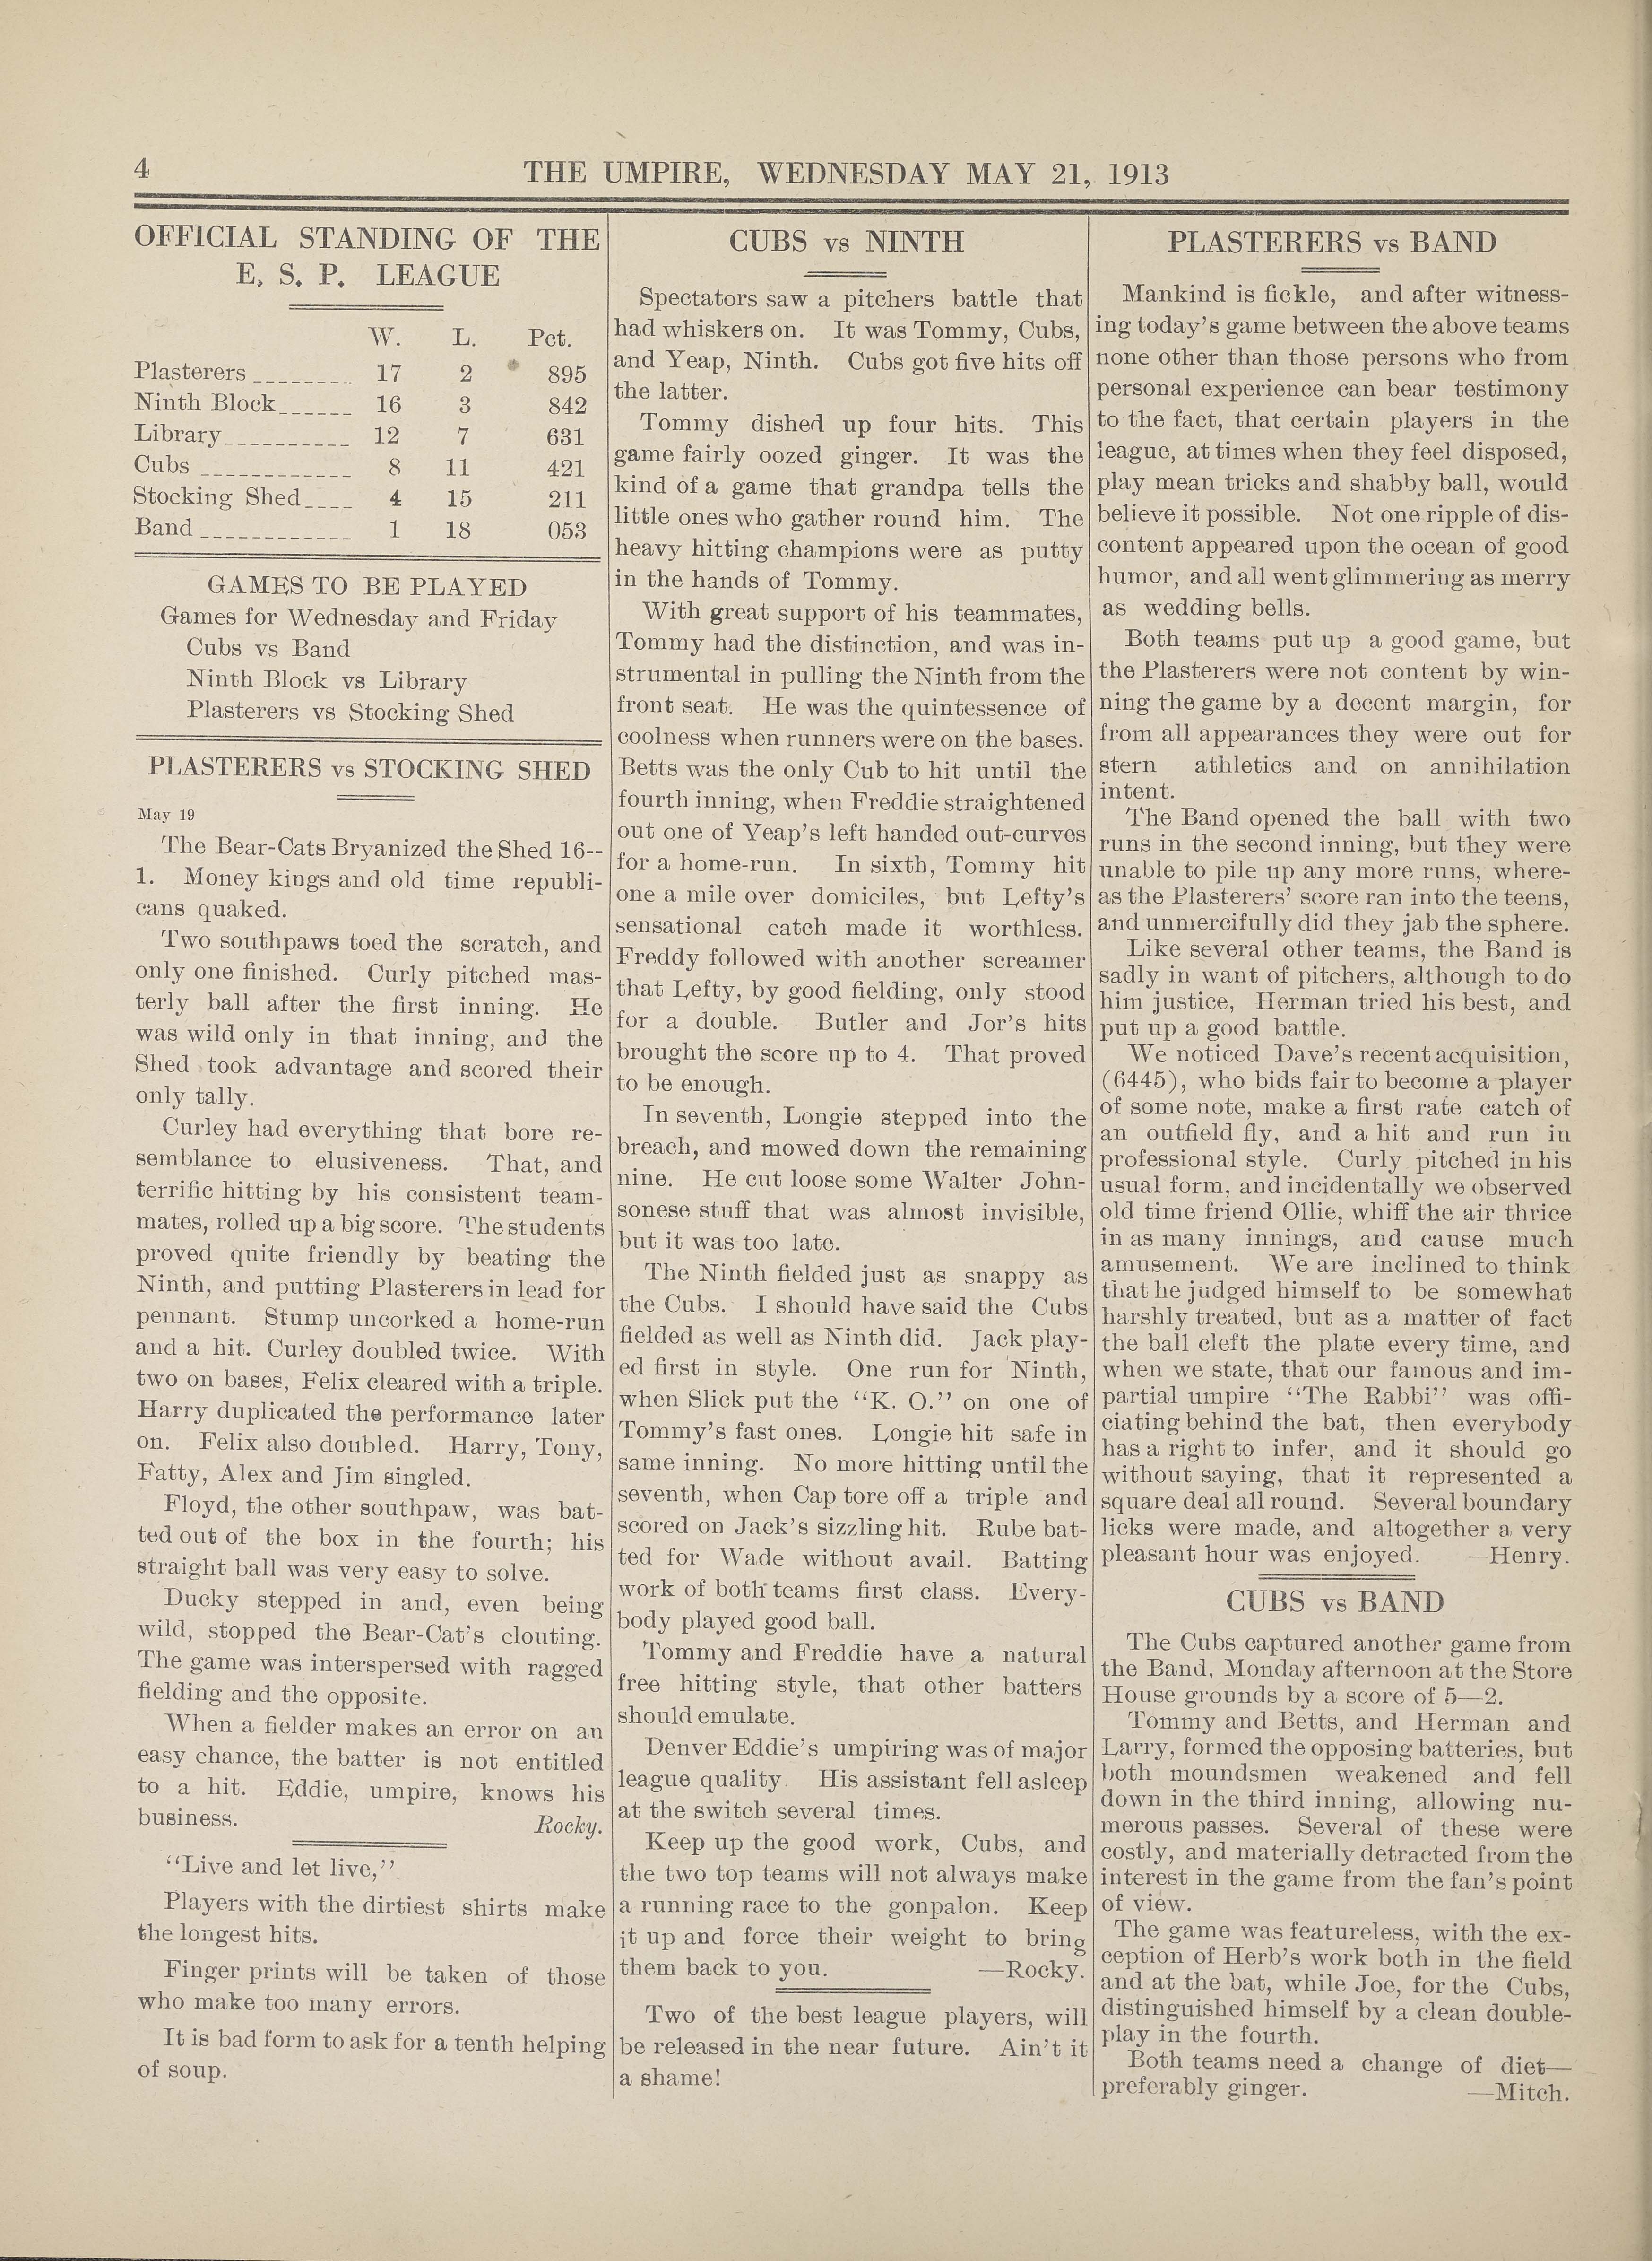 4
THE UMPIRE, WEDNESDAY MAY 21, 1913
OFFICIAL STANDING OF THE
E. S. P. LEAGUE
W. L. Pct.
Plasterers 17 2 895
Ninth Block 16 3 842
Library 12 7 631
Cubs 8 11 421
Stocking Shed 4 15 211
Band 1 18 053
GAMES TO BE PLAYED
Games for Wednesday and Friday
Cubs vs Band
Ninth Block vs Library
Plasterers vs Stocking Shed
PLASTERERS vs STOCKING SHED
May 19
The Bear-Cats Bryanized the Shed 16--
1. Money kings and old time republi-
cans quaked.
Two southpaws toed the scratch, and
only one finished. Curly pitched mas-
terly ball after the first inning. He
was wild only in that inning, and the
Shed took advantage and scored their
only tally.
Curley had everything that bore re-
semblance to elusiveness. That, and
terrific hitting by his consistent team-
mates, rolled up a big score. The students
proved quite friendly by beating the
Ninth, and putting Plasterers in lead for
pennant. Stump uncorked a home-run
and a hit. Curley doubled twice. With
two on bases, Felix cleared with a triple.
Harry duplicated the performance later
on. Felix also doubled. Harry, Tony,
Fatty, Alex and Jim singled.
Floyd, the other southpaw, was bat-
ted out of the box in the fourth; his
straight ball was very easy to solve.
Ducky stepped in and, even being
wild, stopped the Bear-Cat's clouting.
The game was interspersed with ragged
fielding and the opposite.
When a fielder makes an error on an
easy chance, the batter is not entitled
to a hit. Eddie, umpire, knows his
business. Rocky.
"Live and let live,"
Players with the dirtiest shirts make
the longest hits.
Finger prints will be taken of those
who make too many errors.
It is bad form to ask for a tenth helping
of soup.
CUBS vs NINTH
Spectators saw a pitchers battle that
had whiskers on. It was Tommy, Cubs,
and Yeap, Ninth. Cubs got five hits off
the latter.
Tommy dished up four hits. This
game fairly oozed ginger. It was the
kind of a game that grandpa tells the
little ones who gather round him. The
heavy hitting champions were as putty
in the hands of Tommy.
With great support of his teammates,
Tommy had the distinction, and was in-
strumental in pulling the Ninth from the
front seat. He was the quintessence of
coolness when runners were on the bases.
Betts was the only Cub to hit until the
fourth inning, when Freddie straightened
out one of Yeap's left handed out-curves
for a home-run. In sixth, Tommy hit
one a mile over domiciles, but Lefty's
sensational catch made it worthless.
Freddy followed with another screamer
that Lefty, by good fielding, only stood
for a double. Butler and Jor's hits
brought the score up to 4. That proved
to be enough.
In seventh, Longie stepped into the
breach, and mowed down the remaining
nine. He cut loose some Walter John-
sonese stuff that was almost invisible,
but it was too late.
The Ninth fielded just as snappy as
the Cubs. I should have said the Cubs
fielded as well as Ninth did. Jack play-
ed first in style. One run for Ninth,
when Slick put the "K. O." on one of
Tommy's fast ones. Longie hit safe in
same inning. No more hitting until the
seventh, when Cap tore off a triple and
scored on Jack's sizzling hit. Rube bat-
ted for Wade without avail. Batting
work of both teams first class. Every-
body played good ball.
Tommy and Freddie have a natural
free hitting style, that other batters
should emulate.
Denver Eddie's umpiring was of major
league quality. His assistant fell asleep
at the switch several times.
Keep up the good work, Cubs, and
the two top teams will not always make
a running race to the gonpalon. Keep
it up and force their weight to bring
them back to you. —Rocky.
Two of the best league players, will
be released in the near future. Ain't it
a shame!
PLASTERERS vs BAND
Mankind is fickle, and after witness-
ing today's game between the above teams
none other than those persons who from
personal experience can bear testimony
to the fact, that certain players in the
league, at times when they feel disposed,
play mean tricks and shabby ball, would
believe it possible. Not one ripple of dis-
content appeared upon the ocean of good
humor, and all went glimmering as merry
as wedding bells.
Both teams put up a good game, but
the Plasterers were not content by win-
ning the game by a decent margin, for
from all appearances they were out for
stern athletics and on annihilation
intent.
The Band opened the ball with two
runs in the second inning, but they were
unable to pile up any more runs, where-
as the Plasterers' score ran into the teens,
and unmercifully did they jab the sphere.
Like several other teams, the Band is
sadly in want of pitchers, although to do
him justice, Herman tried his best, and
put up a good battle.
We noticed Dave's recent acquisition,
(6445), who bids fair to become a player
of some note, make a first rate catch of
an outfield fly, and a hit and run in
professional style. Curly pitched in his
usual form, and incidentally we observed
old time friend Ollie, whiff the air thrice
in as many innings, and cause much
amusement. We are inclined to think
that he judged himself to be somewhat
harshly treated, but as a matter of fact
the ball cleft the plate every time, and
when we state, that our famous and im-
partial umpire "The Rabbi" was offi-
ciating behind the bat, then everybody
has a right to infer, and it should go
without saying, that it represented a
square deal all round. Several boundary
licks were made, and altogether a very
pleasant hour was enjoyed. —Henry.
CUBS vs BAND
The Cubs captured another game from
the Band, Monday afternoon at the Store
House grounds by a score of 5—2.
Tommy and Betts, and Herman and
Larry, formed the opposing batteries, but
both moundsmen weakened and fell
down in the third inning, allowing nu-
merous passes. Several of these were
costly, and materially detracted from the
interest in the game from the fan's point
of view.
The game was featureless, with the ex-
ception of Herb's work both in the field
and at the bat, while Joe, for the Cubs,
distinguished himself by a clean double-
play in the fourth.
Both teams need a change of diet—
preferably ginger. —Mitch.